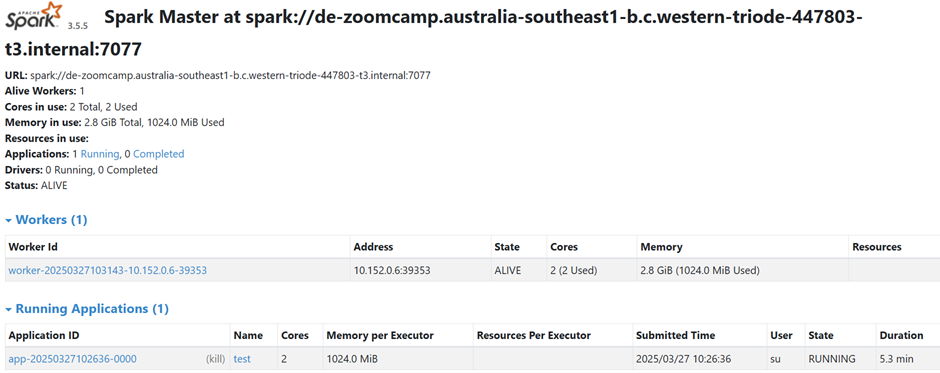 APACHE
Spark 3.5.5 Spark Master at spark://de-zoomcamp.australia-southeast1-b.c.western-triode-447803-
t3.internal:7077
URL: spark://de-zoomcamp.australia-southeast1-b.c.western-triode-447803-t3.internal:7077
Alive Workers: 1
Cores in use: 2 Total, 2 Used
Memory in use: 2.8 GiB Total, 1024.0 MiB Used
Resources in use:
Applications: 1 Running, 0 Completed
Drivers: 0 Running, 0 Completed
Status: ALIVE
Workers (1)
Worker Id Address State Cores Memory Resources
worker-20250327103143-10.152.0.6-39353 10.152.0.6:39353 ALIVE 2 (2 Used) 2.8 GiB (1024.0 MiB Used)
Running Applications (1)
Application ID Name Cores Memory per Executor Resources Per Executor Submitted Time User State Duration
app-20250327102636-0000 (kill) test 2 1024.0 MiB 2025/03/27 10:26:36 su RUNNING 5.3 min